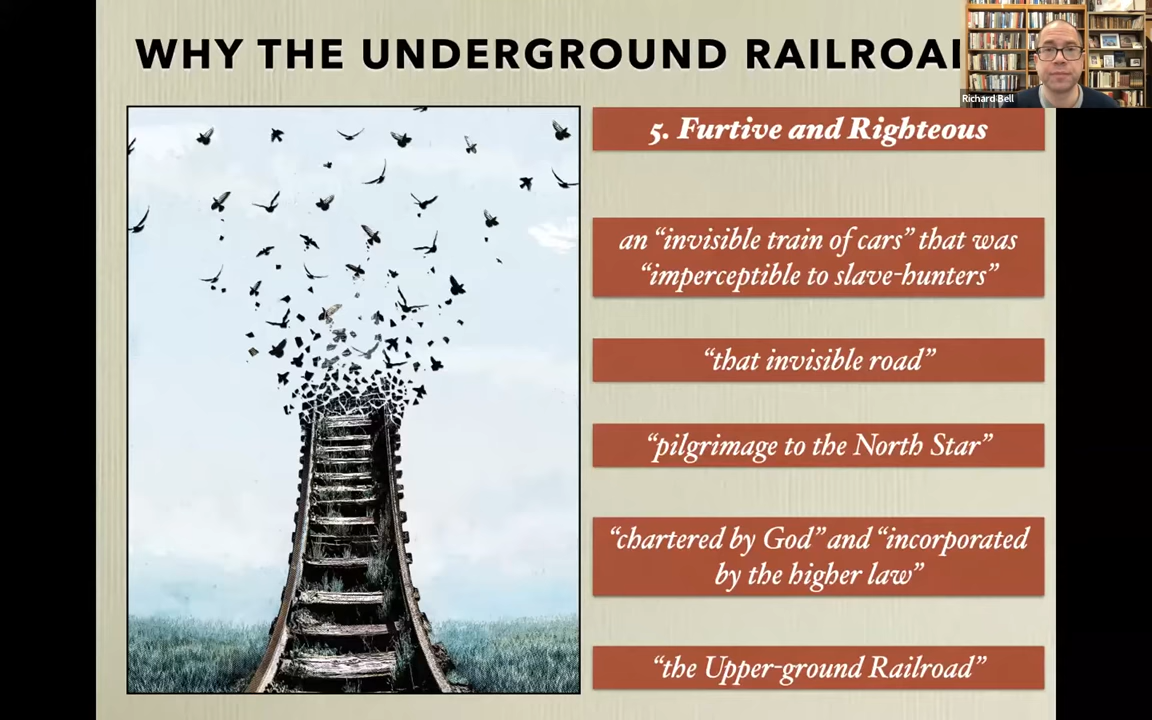 WHY THE UNDERGROUND RAILROA
Richard Bell
5. Furtive and Righteous
an “invisible train of cars” that was
“imperceptible to slave-hunters”
“that invisible road”
“pilgrimage to the North Star”
“chartered by God” and “incorporated
by the higher law”
“the Upper-ground Railroad”